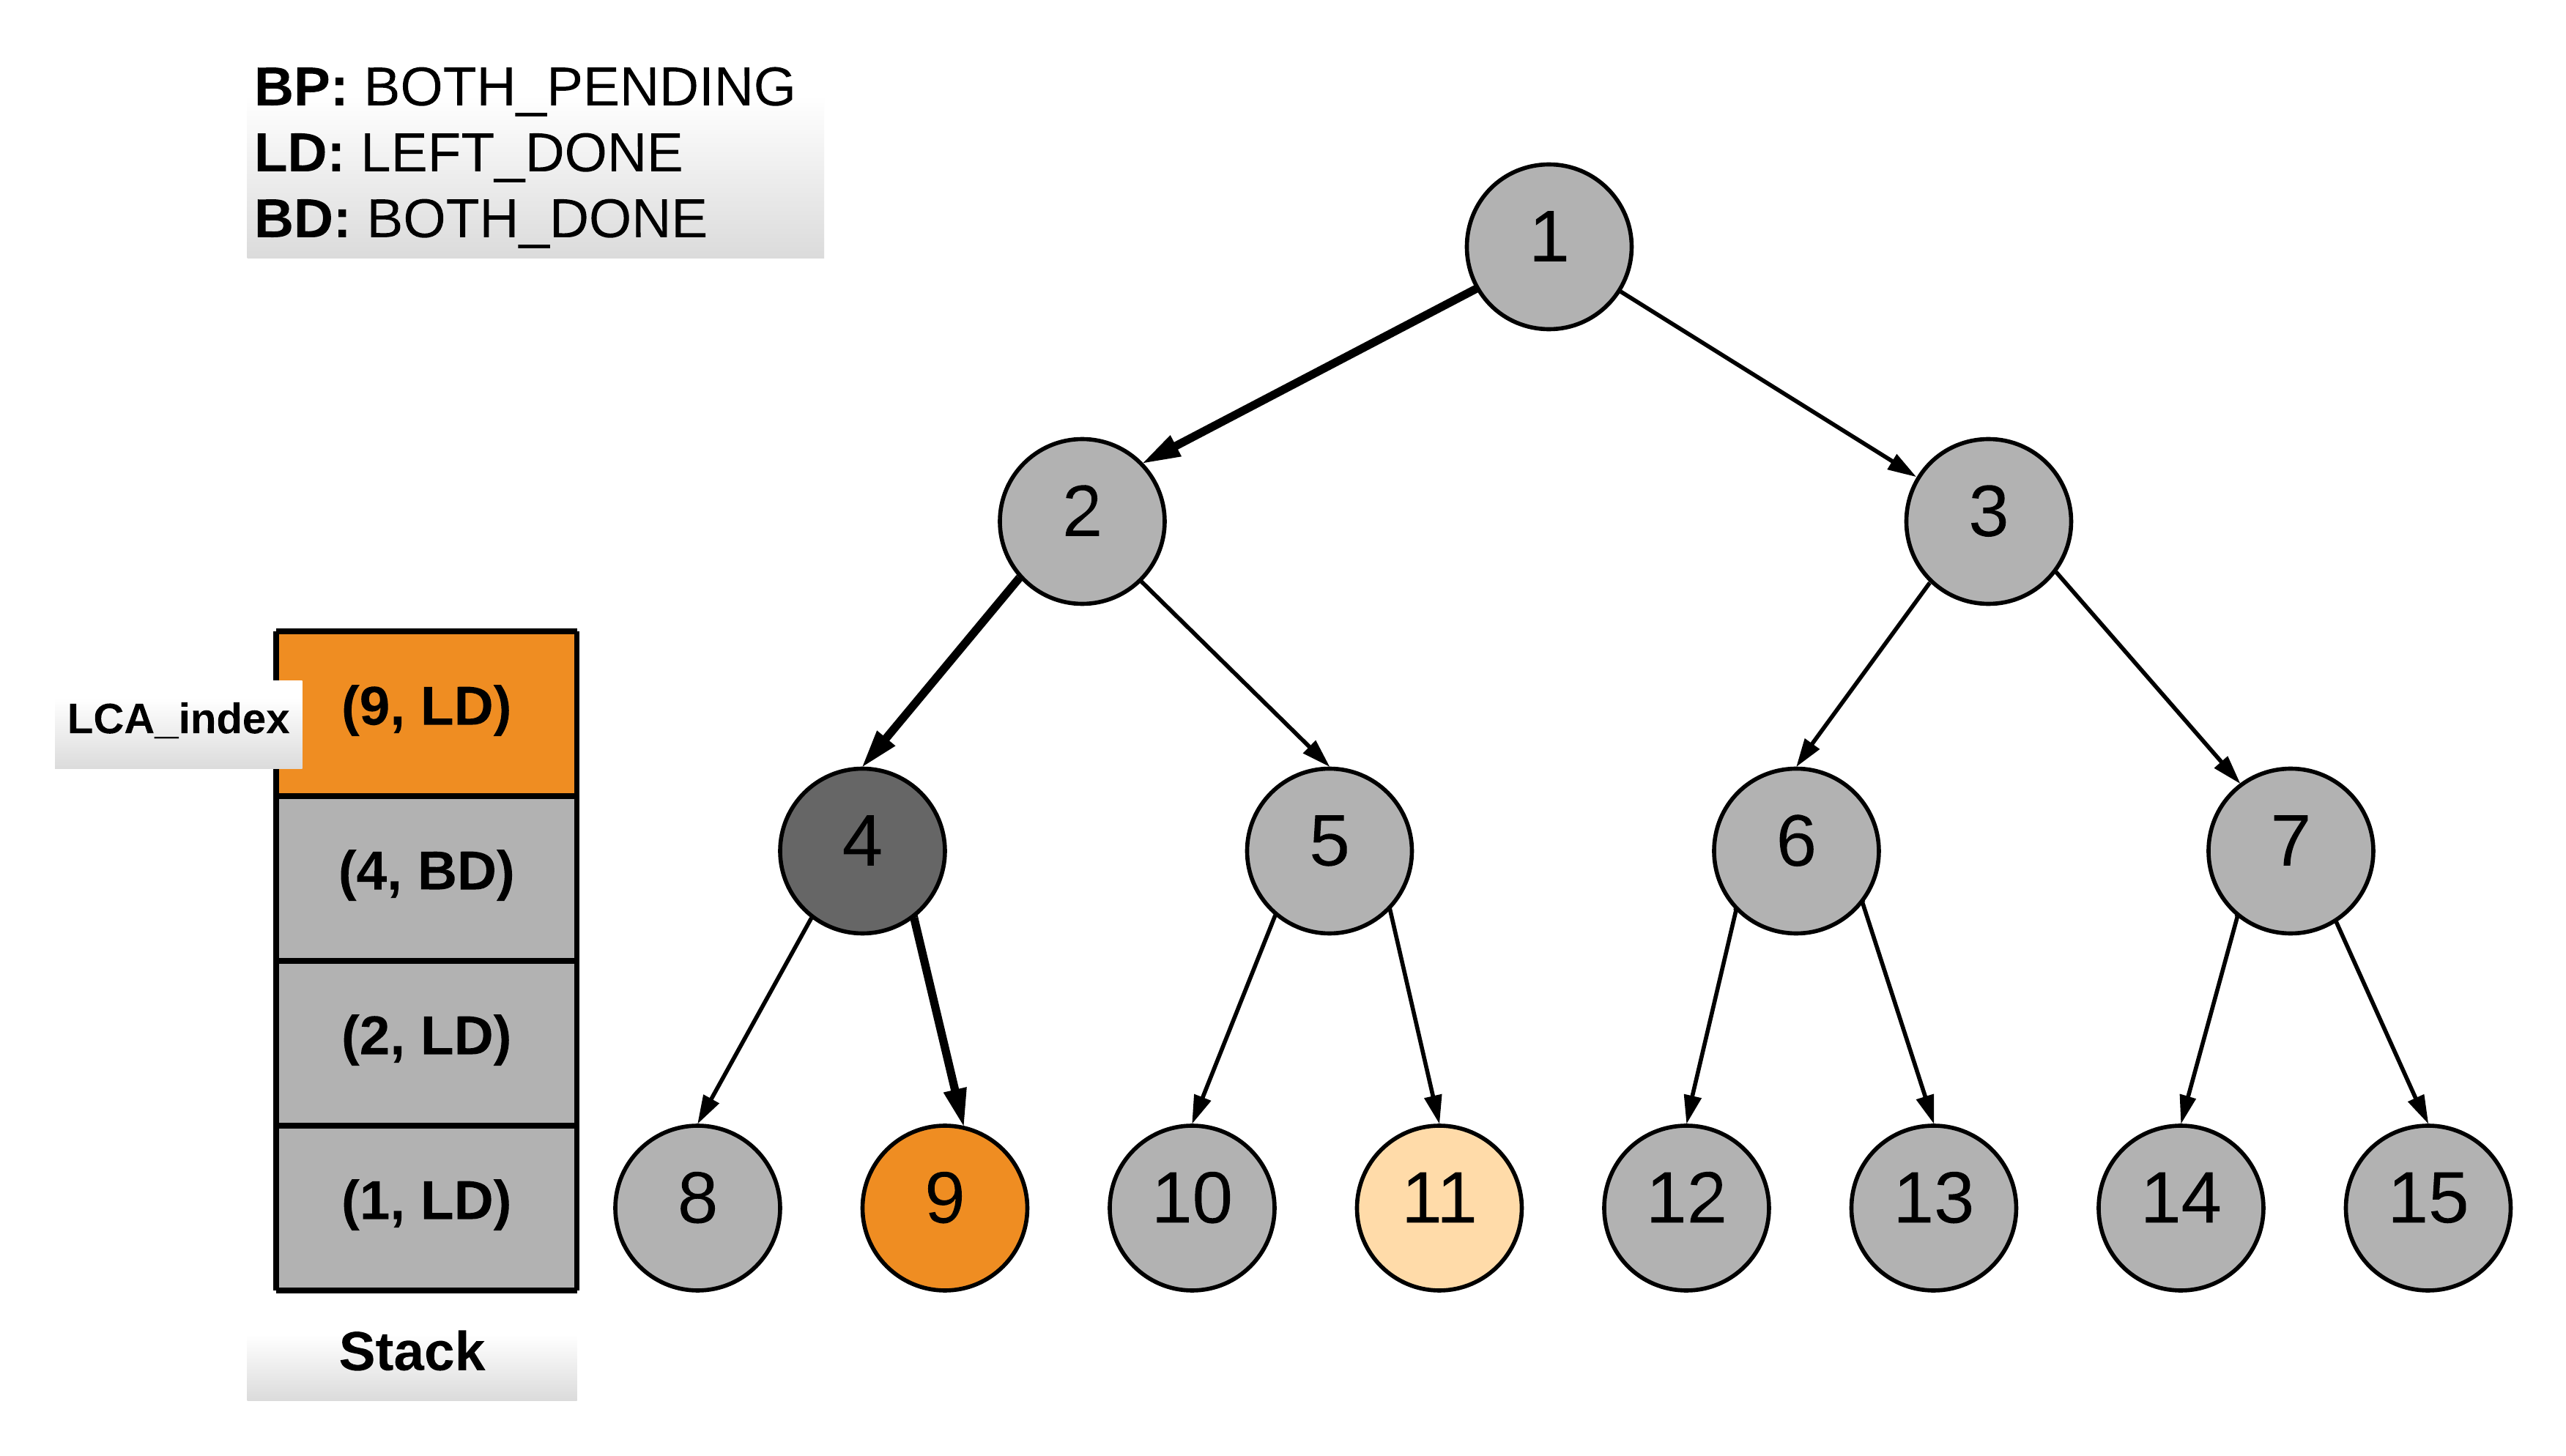 BP: BOTH_PENDING
LD: LEFT_DONE
BD: BOTH_DONE
1
2
3
LCA_index
(9, LD)
(4, BD)
(2, LD)
(1, LD)
Stack
4
5
6
7
8
9
10
11
12
13
14
15